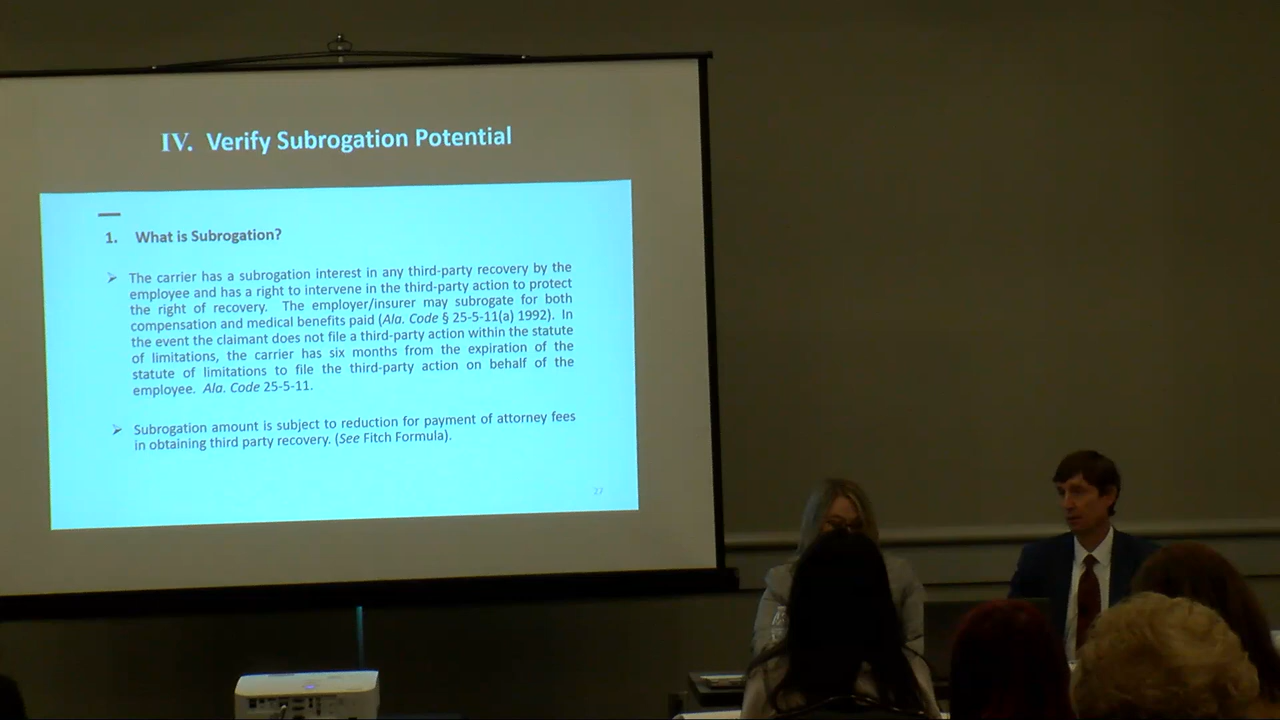 IV. Verify Subrogation Potential
1. What is Subrogation?
➢ The carrier has a subrogation interest in any third-party recovery by the
employee and has a right to intervene in the third-party action to protect
the right of recovery. The employer/insurer may subrogate for both
compensation and medical benefits paid (Ala. Code § 25-5-11(a) 1992). In
the event the claimant does not file a third-party action within the statute
of limitations, the carrier has six months from the expiration of the
statute of limitations to file the third-party action on behalf of the
employee. Ala. Code 25-5-11.
➢ Subrogation amount is subject to reduction for payment of attorney fees
in obtaining third party recovery. (See Fitch Formula).
27